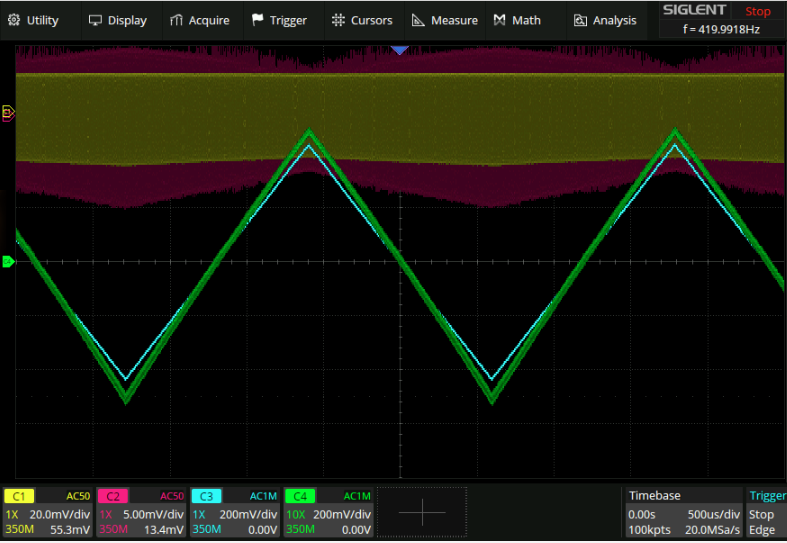 Utility Display Acquire Trigger Cursors Measure Math Analysis SIGLENT Stop
f = 419.9918Hz
C1 AC50 C2 AC50 C3 AC1M C4 AC1M Timebase Trigger
1X 20.0mV/div 1X 5.00mV/div 1X 200mV/div 10X 200mV/div 0.00s 500us/div Stop
350M 55.3mV 350M 13.4mV 350M 0.00V 350M 0.00V 100kpts 20.0MSa/s Edge